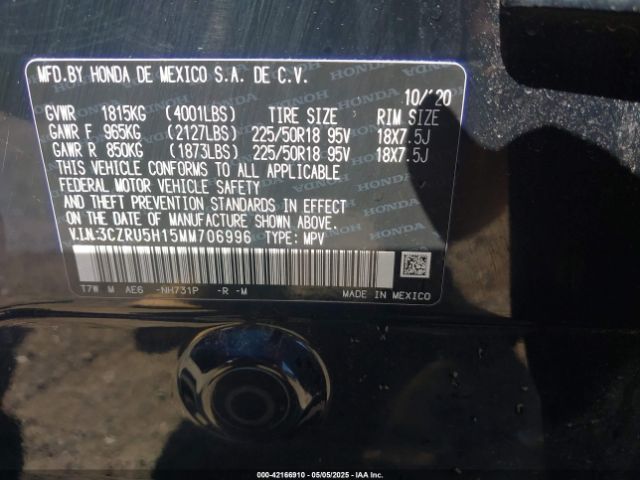 MFD.BY HONDA DE MEXICO S.A. DE C.V.
10/20
GVWR 1815KG (4001LBS) TIRE SIZE RIM SIZE
GAWR F 965KG (2127LBS) 225/50R18 95V 18X7.5J
GAWR R 850KG (1873LBS) 225/50R18 95V 18X7.5J
THIS VEHICLE CONFORMS TO ALL APPLICABLE
FEDERAL MOTOR VEHICLE SAFETY
AND THEFT PREVENTION STANDARDS IN EFFECT
ON THE DATE OF MANUFACTURE SHOWN ABOVE.
V.I.N:3CZRU5H15MM706996 TYPE: MPV
T7W M AE6 -NH731P -R -M
MADE IN MEXICO
000-42166910 - 05/05/2025 - IAAI.com